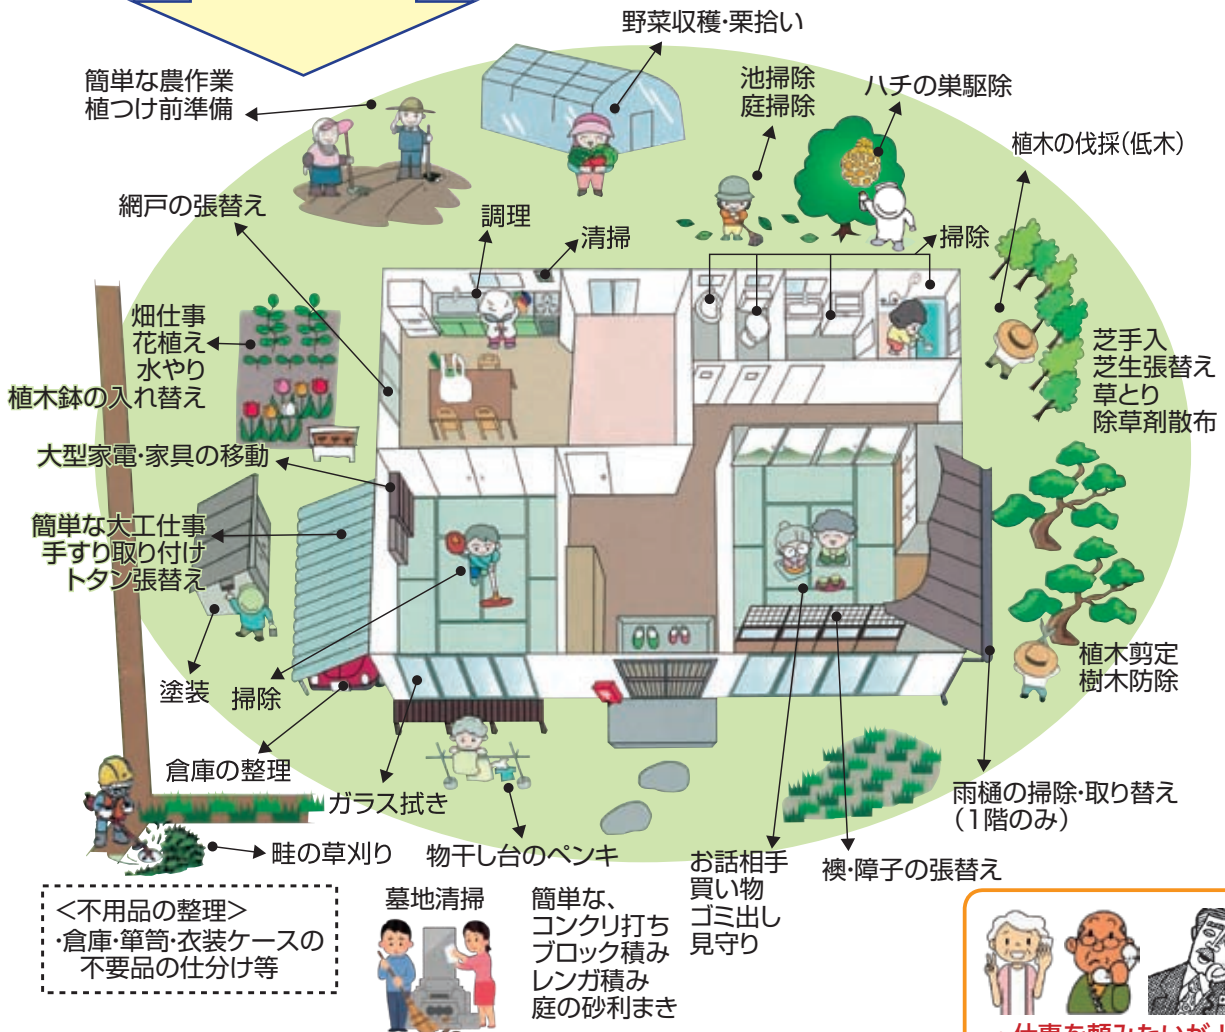 野菜収穫・栗拾い
簡単な農作業
植つけ前準備
池掃除
庭掃除
ハチの巣駆除
植木の伐採(低木)
網戸の張替え
調理
清掃
掃除
畑仕事
花植え
水やり
植木鉢の入れ替え
芝手入
芝生張替え
草とり
除草剤散布
大型家電・家具の移動
簡単な大工仕事
手すり取り付け
トタン張替え
植木剪定
樹木防除
塗装
掃除
倉庫の整理
ガラス拭き
雨樋の掃除・取り替え
(1階のみ)
畦の草刈り
物干し台のペンキ
お話相手
買い物
ゴミ出し
見守り
襖・障子の張替え
<不用品の整理>
・倉庫・箪笥・衣装ケースの
不要品の仕分け等
墓地清掃
簡単な、
コンクリ打ち
ブロック積み
レンガ積み
庭の砂利まき
仕事を頼みたいが